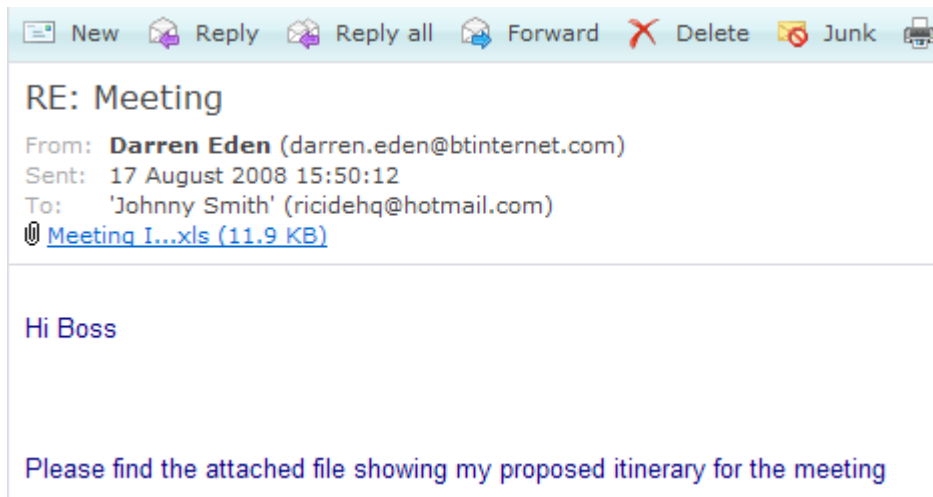 New Reply Reply all Forward Delete Junk
RE: Meeting
From: Darren Eden (darren.eden@btinternet.com)
Sent: 17 August 2008 15:50:12
To: 'Johnny Smith' (ricidehq@hotmail.com)
Meeting I...xls (11.9 KB)
Hi Boss
Please find the attached file showing my proposed itinerary for the meeting